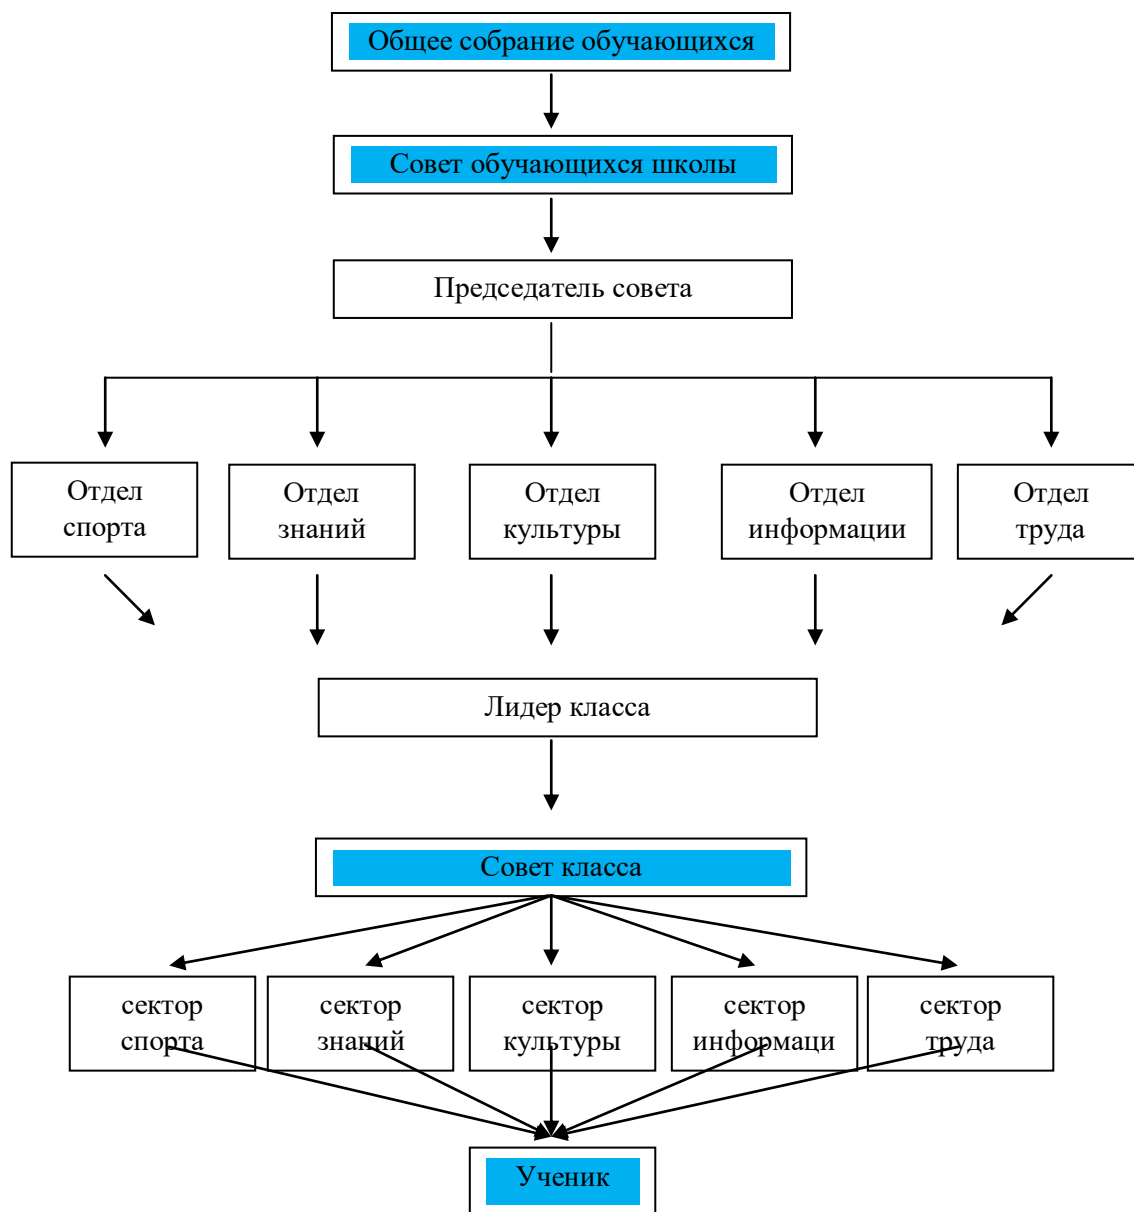 Общее собрание обучающихся
Совет обучающихся школы
Председатель совета
Отдел
спорта
Отдел
знаний
Отдел
культуры
Отдел
информации
Отдел
труда
Лидер класса
Совет класса
сектор
спорта
сектор
знаний
сектор
культуры
сектор
информаци
сектор
труда
Ученик